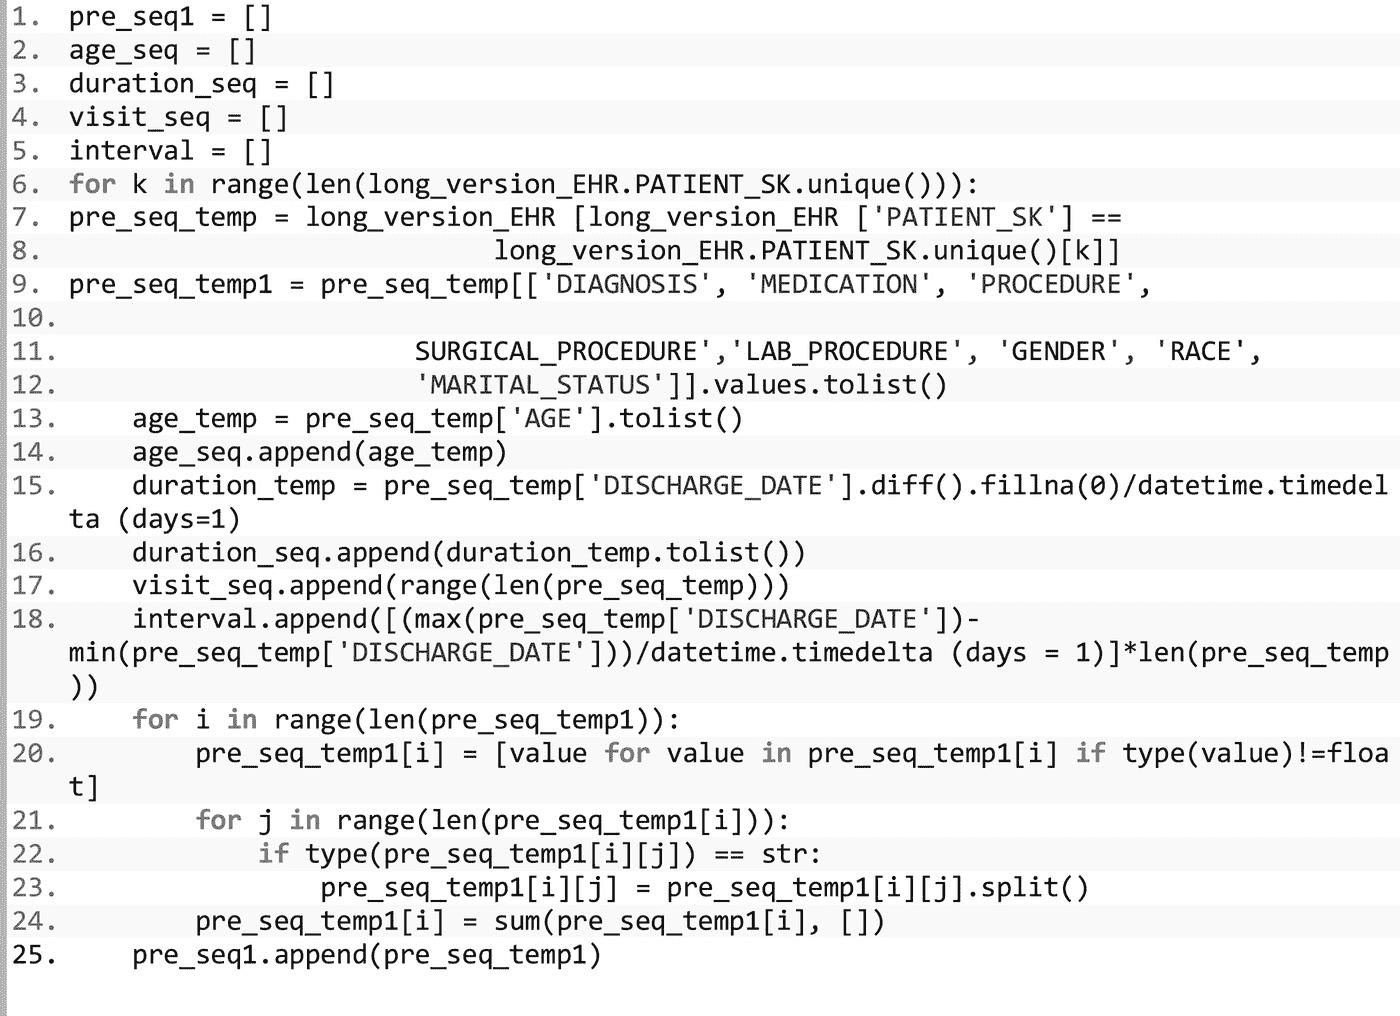 1. pre_seq1 = []
2. age_seq = []
3. duration_seq = []
4. visit_seq = []
5. interval = []
6. for k in range(len(long_version_EHR.PATIENT_SK.unique())):
7. pre_seq_temp = long_version_EHR [long_version_EHR ['PATIENT_SK'] ==
8. long_version_EHR.PATIENT_SK.unique()[k]]
9. pre_seq_temp1 = pre_seq_temp[['DIAGNOSIS', 'MEDICATION', 'PROCEDURE',
10.
11. SURGICAL_PROCEDURE','LAB_PROCEDURE', 'GENDER', 'RACE',
12. 'MARITAL_STATUS']].values.tolist()
13. age_temp = pre_seq_temp['AGE'].tolist()
14. age_seq.append(age_temp)
15. duration_temp = pre_seq_temp['DISCHARGE_DATE'].diff().fillna(0)/datetime.timedel
ta (days=1)
16. duration_seq.append(duration_temp.tolist())
17. visit_seq.append(range(len(pre_seq_temp)))
18. interval.append([(max(pre_seq_temp['DISCHARGE_DATE'])-
min(pre_seq_temp['DISCHARGE_DATE']))/datetime.timedelta (days = 1)]*len(pre_seq_temp
))
19. for i in range(len(pre_seq_temp1)):
20. pre_seq_temp1[i] = [value for value in pre_seq_temp1[i] if type(value)!=floa
t]
21. for j in range(len(pre_seq_temp1[i])):
22. if type(pre_seq_temp1[i][j]) == str:
23. pre_seq_temp1[i][j] = pre_seq_temp1[i][j].split()
24. pre_seq_temp1[i] = sum(pre_seq_temp1[i], [])
25. pre_seq1.append(pre_seq_temp1)